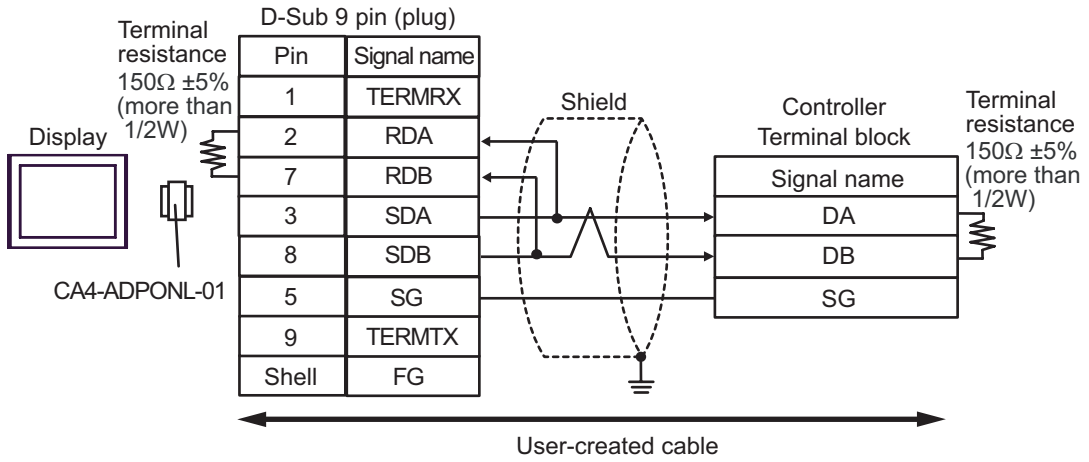 D-Sub 9 pin (plug)
Terminal
resistance
150Ω ±5%
(more than
1/2W)
Display
CA4-ADPONL-01
Pin Signal name
1 TERMRX
2 RDA
7 RDB
3 SDA
8 SDB
5 SG
9 TERMTX
Shell FG
Shield
Controller
Terminal block
Signal name
DA
DB
SG
Terminal
resistance
150Ω ±5%
(more than
1/2W)
User-created cable